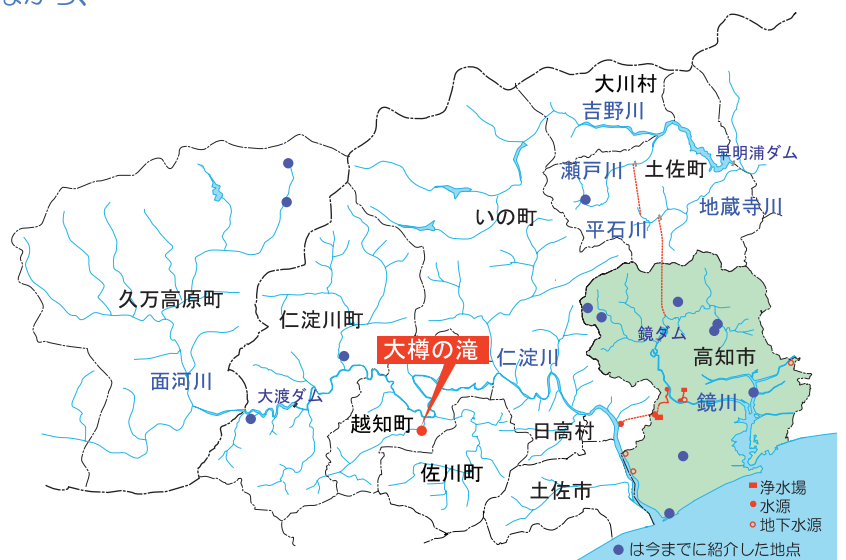 ながら、
大川村
吉野川
早明浦ダム
瀬戸川
土佐町
地蔵寺川
いの町
平石川
久万高原町
仁淀川町
鏡ダム
高知市
大樽の滝
仁淀川
面河川
大渡ダム
鏡川
越知町
日高村
佐川町
土佐市
浄水場
水源
地下水源
は今までに紹介した地点